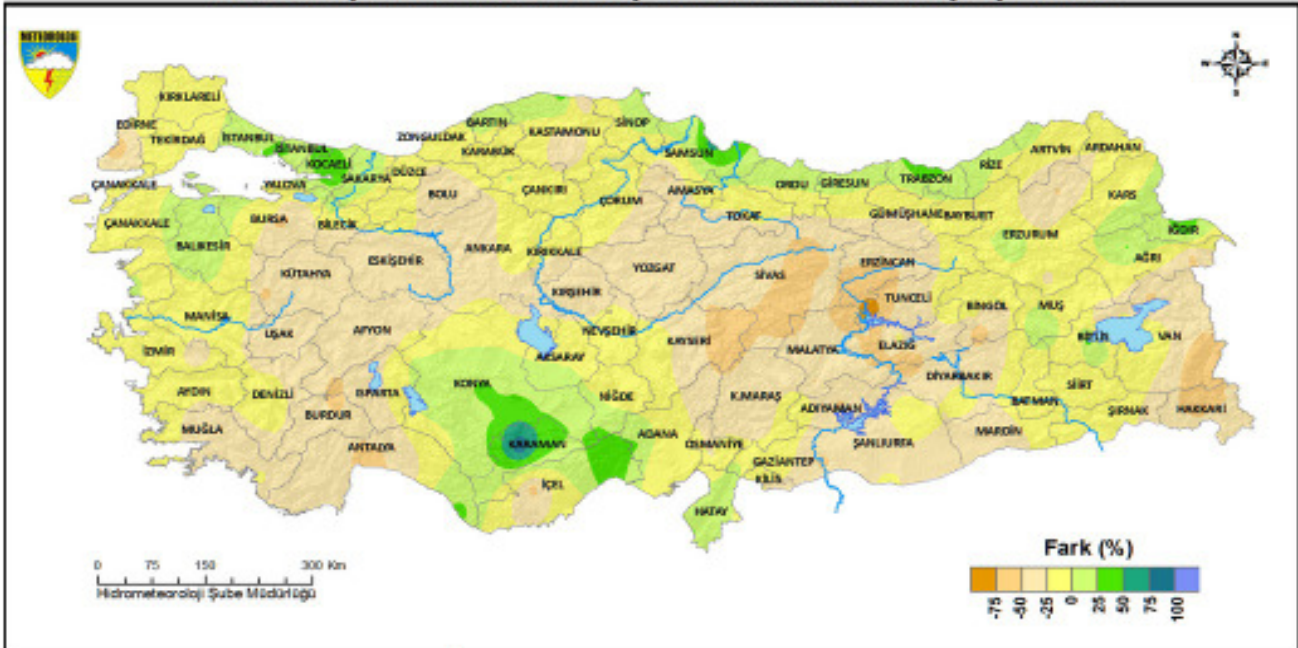 METEOROLOJİ
N
W
E
S
KIRKLARELİ
EDİRNE
TEKİRDAĞ
İSTANBUL
İSTANBUL
KOCAELİ
SAKARYA
YALOVA
DÜZCE
ZONGULDAK
BARTIN
KARABÜK
KASTAMONU
SİNOP
SAMSUN
ORDU
GİRESUN
TRABZON
RİZE
ARTVİN
ARDAHAN
KARS
IĞDIR
AĞRI
ÇANAKKALE
ÇANAKKALE
BALIKESİR
BURSA
BİLECİK
BOLU
ÇANKIRI
ÇORUM
AMASYA
TOKAT
GÜMÜŞHANE
BAYBURT
ERZURUM
ERZİNCAN
ESKİŞEHİR
ANKARA
KIRIKKALE
YOZGAT
SİVAS
KÜTAHYA
KIRŞEHİR
TUNCELİ
BİNGÖL
MUŞ
BİTLİS
VAN
MANİSA
UŞAK
AFYON
NEVŞEHİR
AKSARAY
KAYSERİ
MALATYA
ELAZIĞ
DİYARBAKIR
İZMİR
AYDIN
DENİZLİ
ISPARTA
BURDUR
KONYA
NİĞDE
K.MARAŞ
ADIYAMAN
BATMAN
SİİRT
ŞIRNAK
HAKKARİ
MUĞLA
ANTALYA
KARAMAN
ADANA
OSMANİYE
GAZİANTEP
KİLİS
ŞANLIURFA
MARDİN
İÇEL
HATAY
0 75 150 300 Km
Hidrometeoroloji Şube Müdürlüğü
Fark (%)
-75 -50 -25 0 25 50 75 100